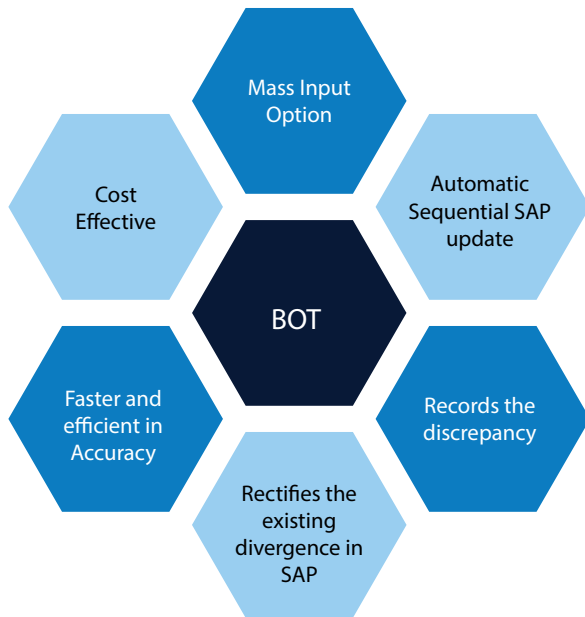 Mass Input
Option
Cost
Effective
Automatic
Sequential SAP
update
BOT
Faster and
efficient in
Accuracy
Records the
discrepancy
Rectifies the
existing
divergence in
SAP